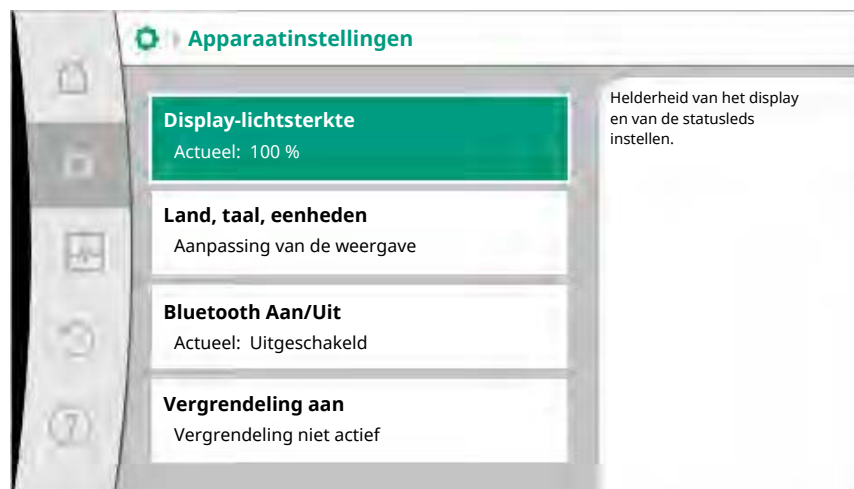 Apparaatinstellingen
Display-lichtsterkte
Actueel: 100 %
Land, taal, eenheden
Aanpassing van de weergave
Bluetooth Aan/Uit
Actueel: Uitgeschakeld
Vergrendeling aan
Vergrendeling niet actief
Helderheid van het display
en van de statusleds
instellen.
?